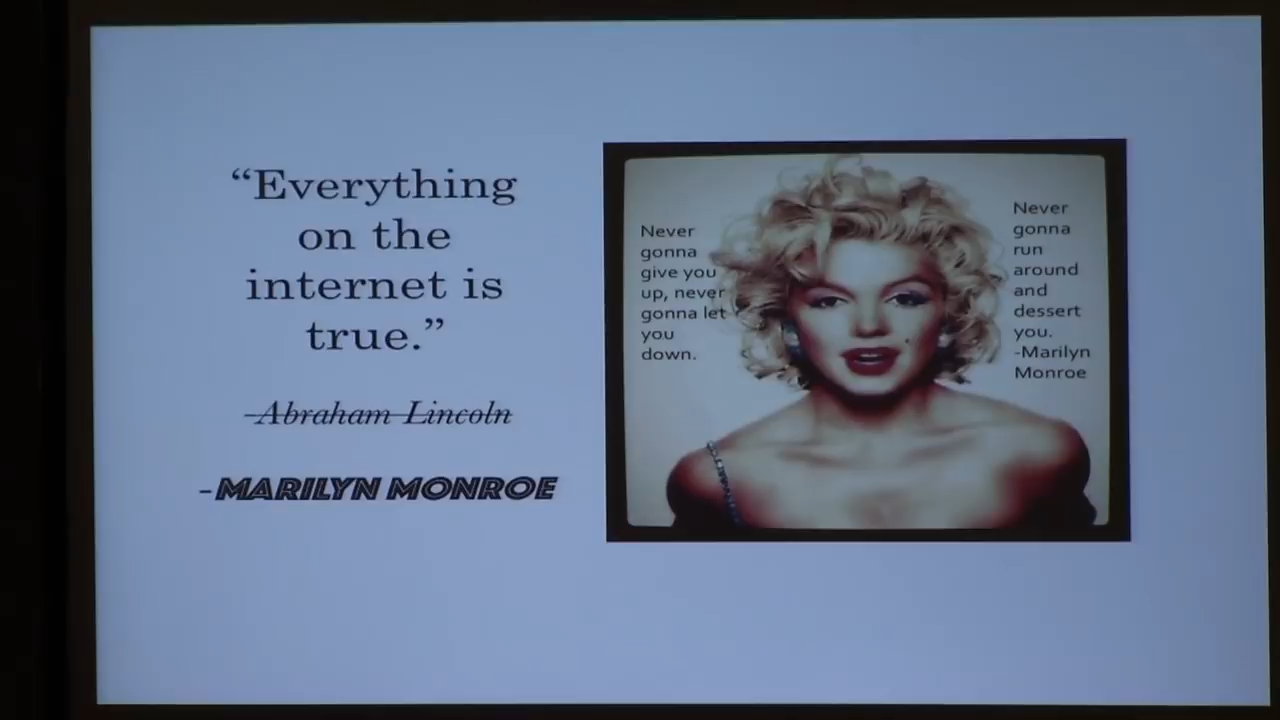 “Everything
on the
internet is
true.”
-Abraham Lincoln
-MARILYN MONROE
Never
gonna
give you
up, never
gonna let
you
down.
Never
gonna
run
around
and
dessert
you.
-Marilyn
Monroe